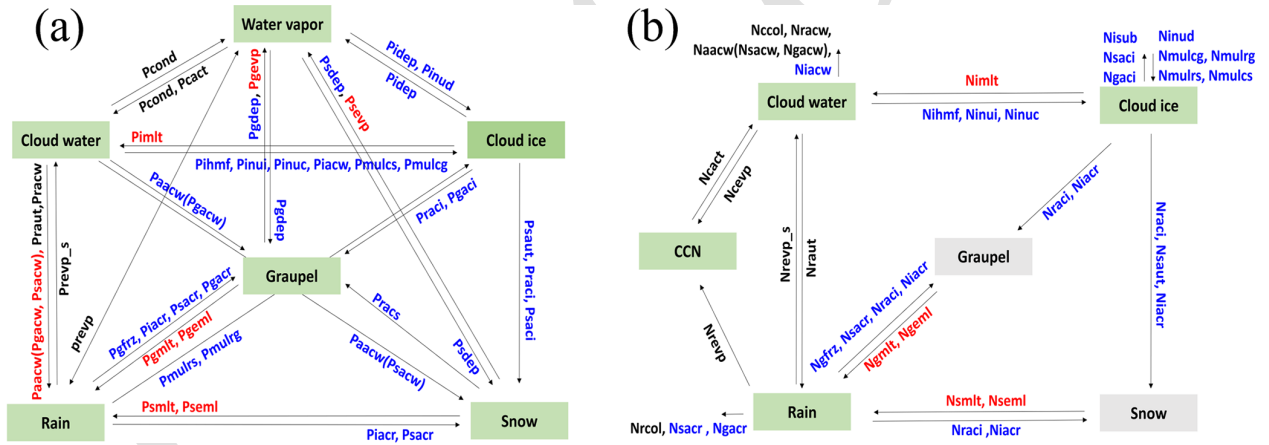 (a)
Water vapor
Pcond
Pcond, Pcact
Pgdep, Pgevp
Psdep, Psevp
Pidep, Pinud
Pidep
Cloud water
Cloud ice
Pimlt
Pihmf, Pinui, Pinuc, Piacw, Pmulcs, Pmulcg
Paacw(Pgacw)
Pgdep
Praci, Pgaci
Paacw(Pgacw, Psacw), Praut,Pracw
Prevp_s
prevp
Graupel
Psaut, Praci, Psaci
Pgfrz, Piacr, Psacr, Pgacr
Pgmlt, Pgeml
Pmulrs, Pmulrg
Pracs
Paacw(Psacw)
Psdep
Rain
Psmlt, Pseml
Piacr, Psacr
Snow
(b)
Nccol, Nracw,
Naacw(Nsacw, Ngacw),
Niacw
Nisub
Nsaci
Ngaci
Ninud
Nmulcg, Nmulrg
Nmulrs, Nmulcs
Cloud water
Nimlt
Nihmf, Ninui, Ninuc
Cloud ice
Ncact
Ncevp
CCN
Nrevp_s
Nraut
Nraci, Niacr
Graupel
Nraci, Nsaut, Niacr
Ngfrz, Nsacr, Nraci, Niacr
Ngmlt, Ngeml
Nrevp
Nrcol, Nsacr , Ngacr
Rain
Nsmlt, Nseml
Nraci ,Niacr
Snow